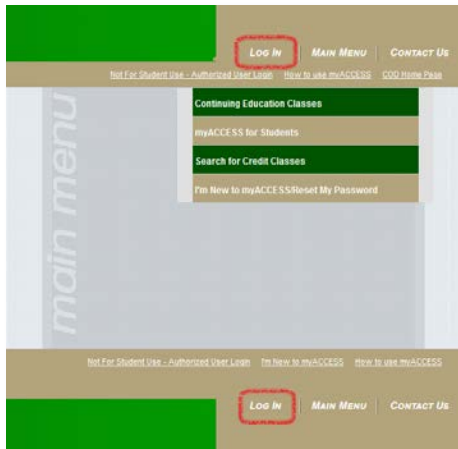 LOG IN MAIN MENU CONTACT US
Not For Student Use - Authorized User Login How to use myACCESS COD Home Page
main menu
Continuing Education Classes
myACCESS for Students
Search for Credit Classes
I'm New to myACCESS/Reset My Password
Not For Student Use - Authorized User Login I'm New to myACCESS How to use myACCESS
LOG IN MAIN MENU CONTACT US